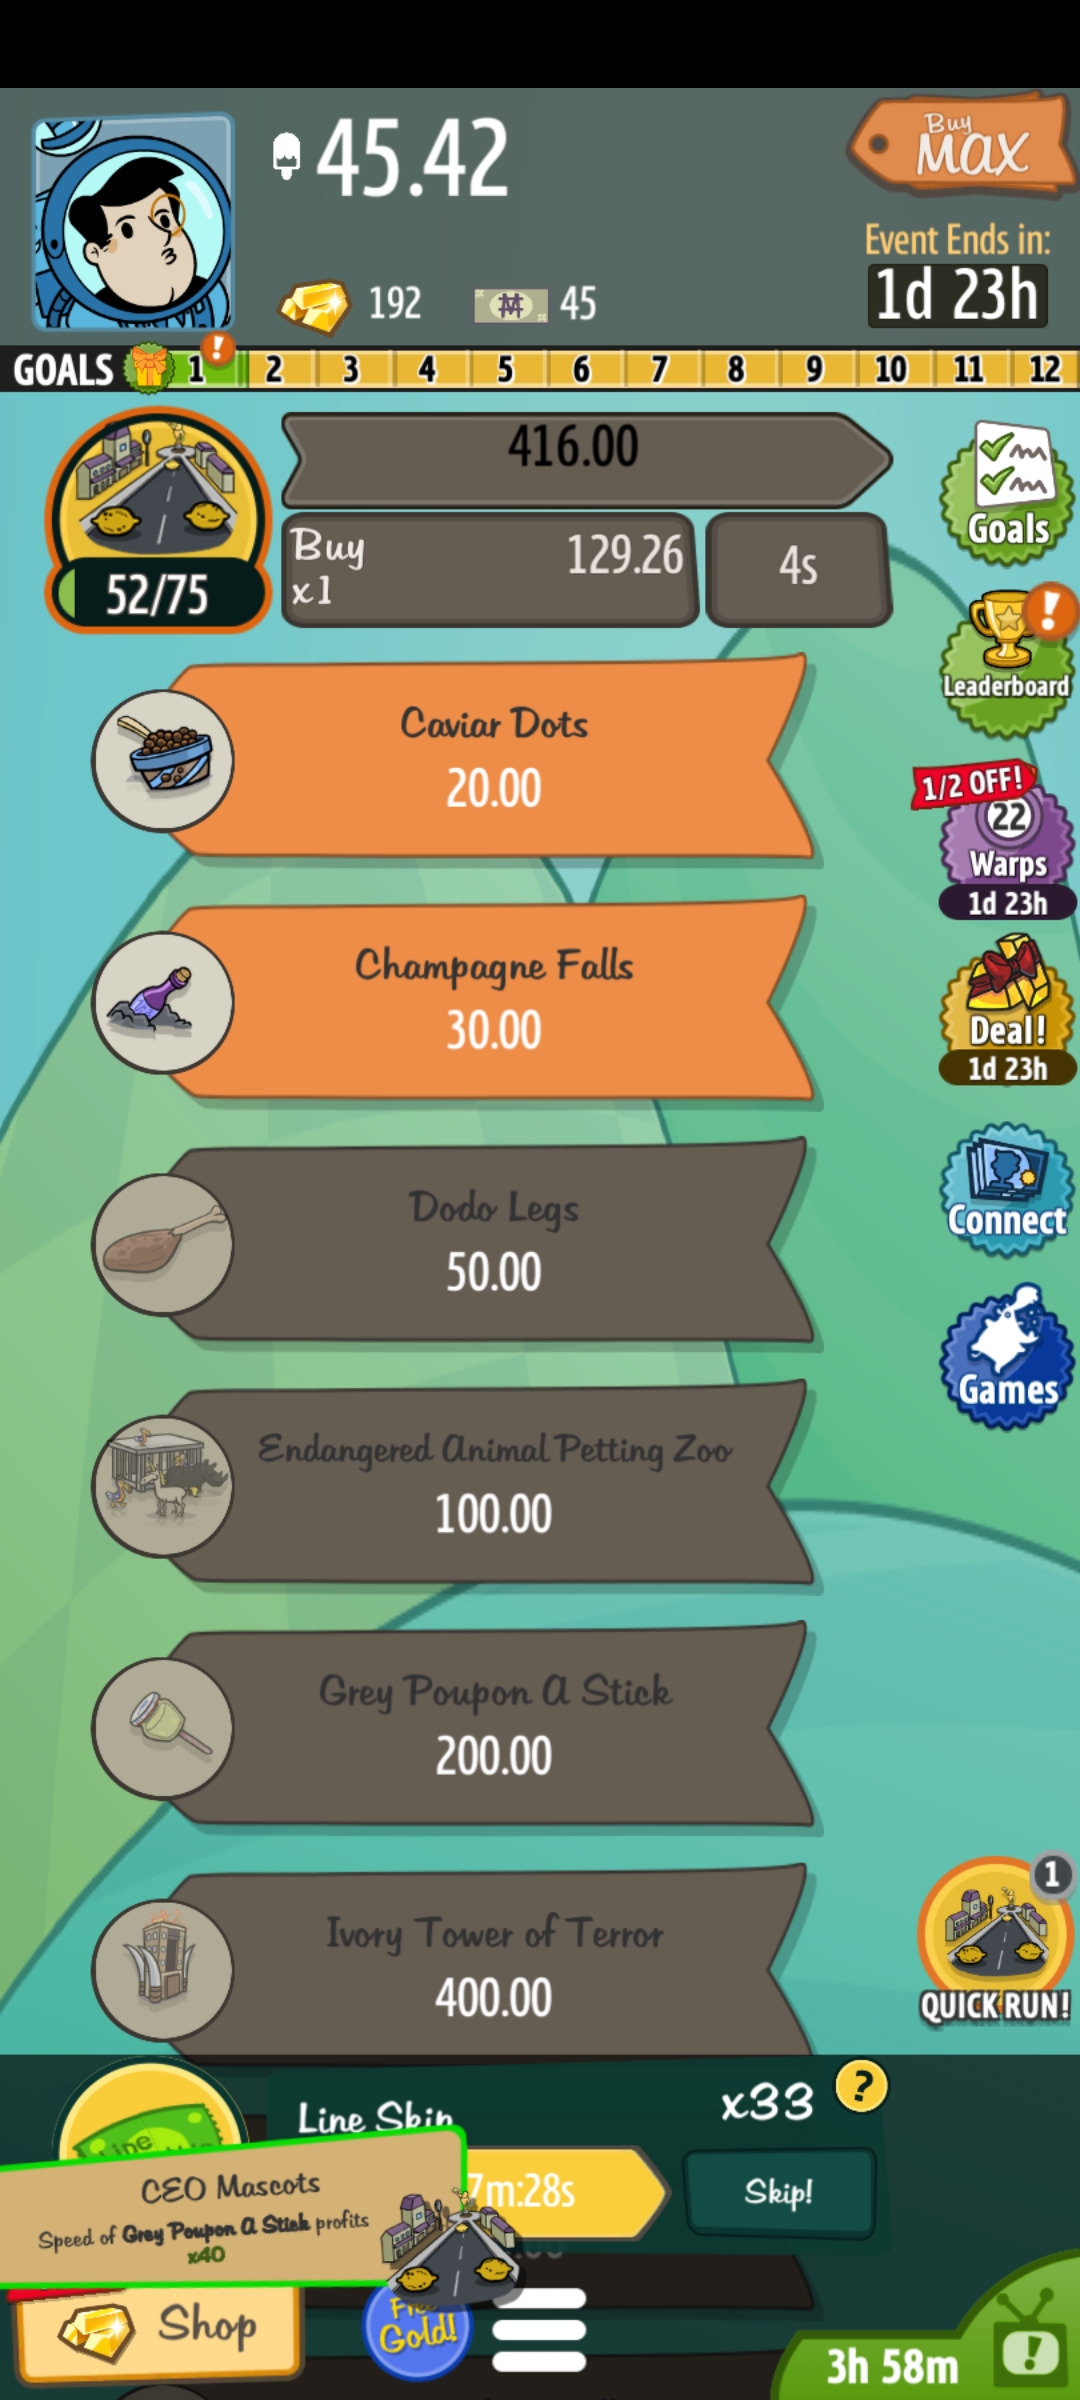 45.42
Buy
MAX
192
45
Event Ends in:
1d 23h
GOALS 1 ! 2 3 4 5 6 7 8 9 10 11 12
416.00
Buy
x1
129.26
4s
52/75
Goals
!
Leaderboard
Caviar Dots
20.00
1/2 OFF!
22
Warps
1d 23h
Champagne Falls
30.00
Deal!
1d 23h
Dodo Legs
50.00
Connect
Endangered Animal Petting Zoo
100.00
Games
Grey Poupon A Stick
200.00
Ivory Tower of Terror
400.00
1
QUICK RUN!
Line Skip
x33
?
Line
7m:28s
Skip!
CEO Mascots
Speed of Grey Poupon A Stick profits
x40
Shop
Free
Gold!
3h 58m
!